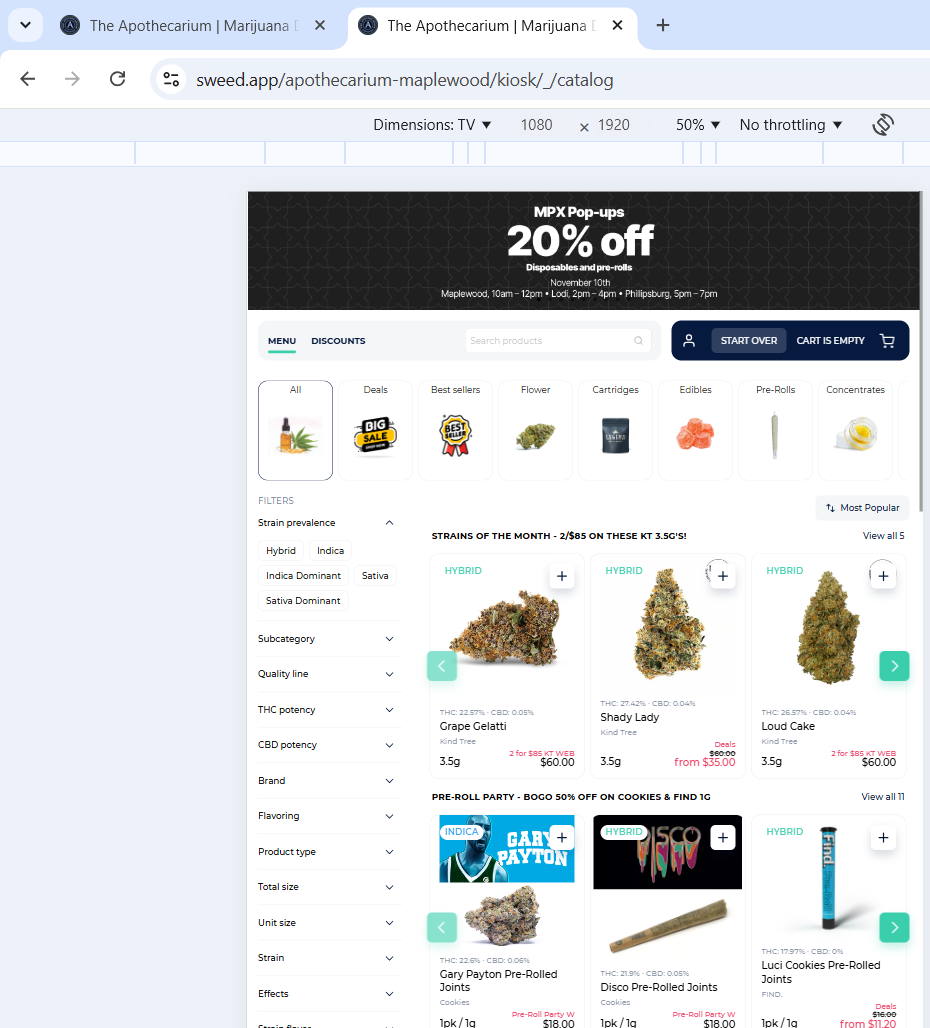 The Apothecarium | Marijuana
The Apothecarium | Marijuana
sweed.app/apothecarium-maplewood/kiosk/_/catalog
Dimensions: TV ▼ 1080 × 1920 50% ▼ No throttling ▼
MPX Pop-ups
20% off
Disposables and pre-rolls
November 10th
Maplewood, 10am – 12pm • Lodi, 2pm – 4pm • Philipsburg, 5pm – 7pm
MENU DISCOUNTS Search products START OVER CART IS EMPTY
All Deals Best sellers Flower Cartridges Edibles Pre-Rolls Concentrates
BIG
SALE
BEST
SELLER
FILTERS
Most Popular
Strain prevalence
Hybrid Indica
Indica Dominant Sativa
Sativa Dominant
Subcategory
Quality line
THC potency
CBD potency
Brand
Flavoring
Product type
Total size
Unit size
Strain
Effects
Strain flavor
STRAINS OF THE MONTH - 2/$85 ON THESE KT 3.5G'S! View all 5
HYBRID
THC: 22.57% · CBD: 0.05%
Grape Gelatti
Kind Tree
2 for $85 KT WEB
3.5g $60.00
HYBRID
THC: 27.42% · CBD: 0.04%
Shady Lady
Kind Tree
Deals
$60.00
3.5g from $35.00
HYBRID
THC: 26.57% · CBD: 0.04%
Loud Cake
Kind Tree
2 for $85 KT WEB
3.5g $60.00
PRE-ROLL PARTY - BOGO 50% OFF ON COOKIES & FIND 1G View all 11
INDICA
GARY
PAYTON
THC: 22.6% · CBD: 0.06%
Gary Payton Pre-Rolled
Joints
Cookies
Pre-Roll Party W
1pk / 1g $18.00
HYBRID
DISCO
THC: 21.9% · CBD: 0.05%
Disco Pre-Rolled Joints
Cookies
Pre-Roll Party W
1pk / 1g $18.00
HYBRID
Find.
THC: 17.97% · CBD: 0%
Luci Cookies Pre-Rolled
Joints
FIND.
Deals
$16.00
1pk / 1g from $11.20